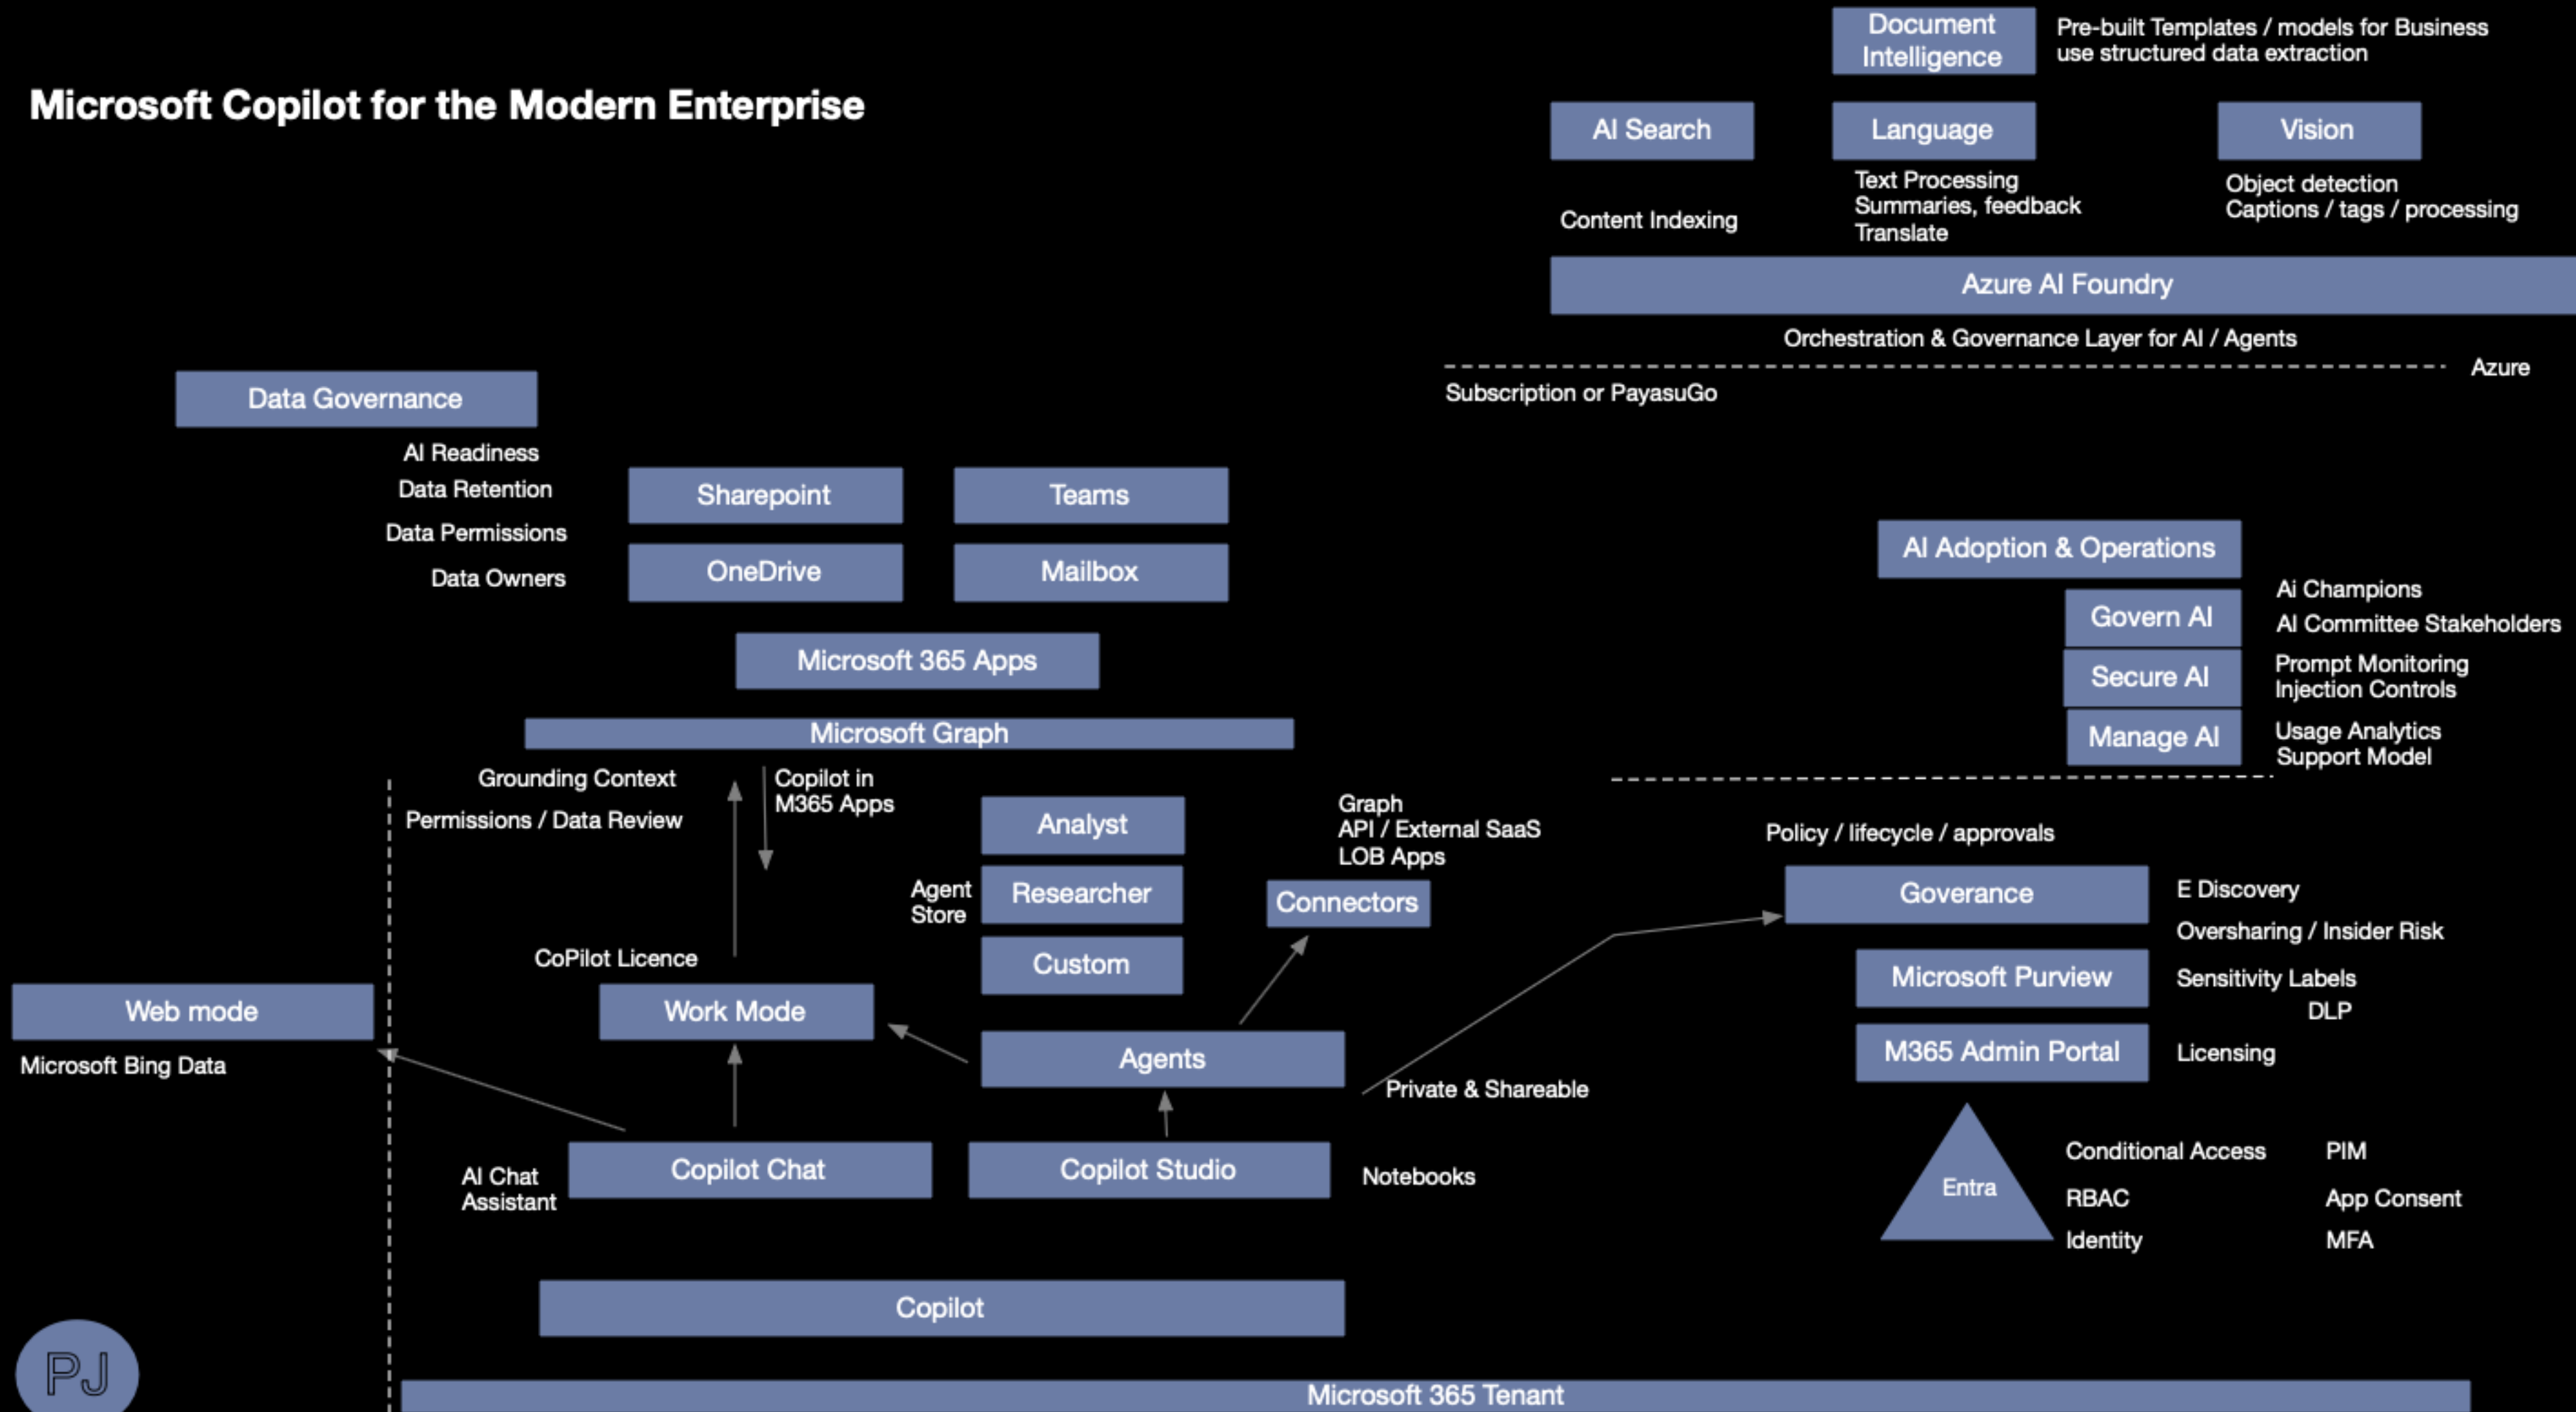 Microsoft Copilot for the Modern Enterprise
Document
Intelligence
Pre-built Templates / models for Business
use structured data extraction
AI Search
Language
Vision
Content Indexing
Text Processing
Summaries, feedback
Translate
Object detection
Captions / tags / processing
Azure AI Foundry
Orchestration & Governance Layer for AI / Agents
Azure
Subscription or PayasuGo
Data Governance
AI Readiness
Data Retention
Data Permissions
Data Owners
Sharepoint
Teams
OneDrive
Mailbox
Microsoft 365 Apps
Microsoft Graph
AI Adoption & Operations
Ai Champions
Govern AI
AI Committee Stakeholders
Secure AI
Prompt Monitoring
Injection Controls
Manage AI
Usage Analytics
Support Model
Grounding Context
Permissions / Data Review
Copilot in
M365 Apps
Analyst
Agent
Store
Researcher
Custom
Graph
API / External SaaS
LOB Apps
Connectors
Policy / lifecycle / approvals
Goverance
E Discovery
Oversharing / Insider Risk
Microsoft Purview
Sensitivity Labels
DLP
M365 Admin Portal
Licensing
CoPilot Licence
Web mode
Microsoft Bing Data
Work Mode
Agents
Private & Shareable
AI Chat
Assistant
Copilot Chat
Copilot Studio
Notebooks
Entra
Conditional Access
PIM
RBAC
App Consent
Identity
MFA
Copilot
PJ
Microsoft 365 Tenant